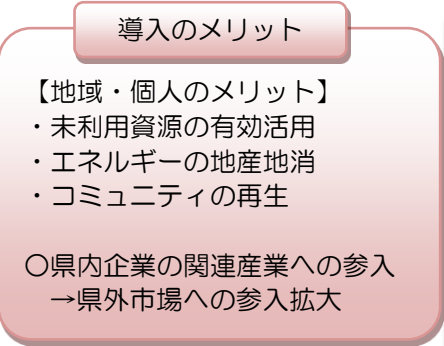 導入のメリット
【地域・個人のメリット】
・未利用資源の有効活用
・エネルギーの地産地消
・コミュニティの再生
〇県内企業の関連産業への参入
→県外市場への参入拡大